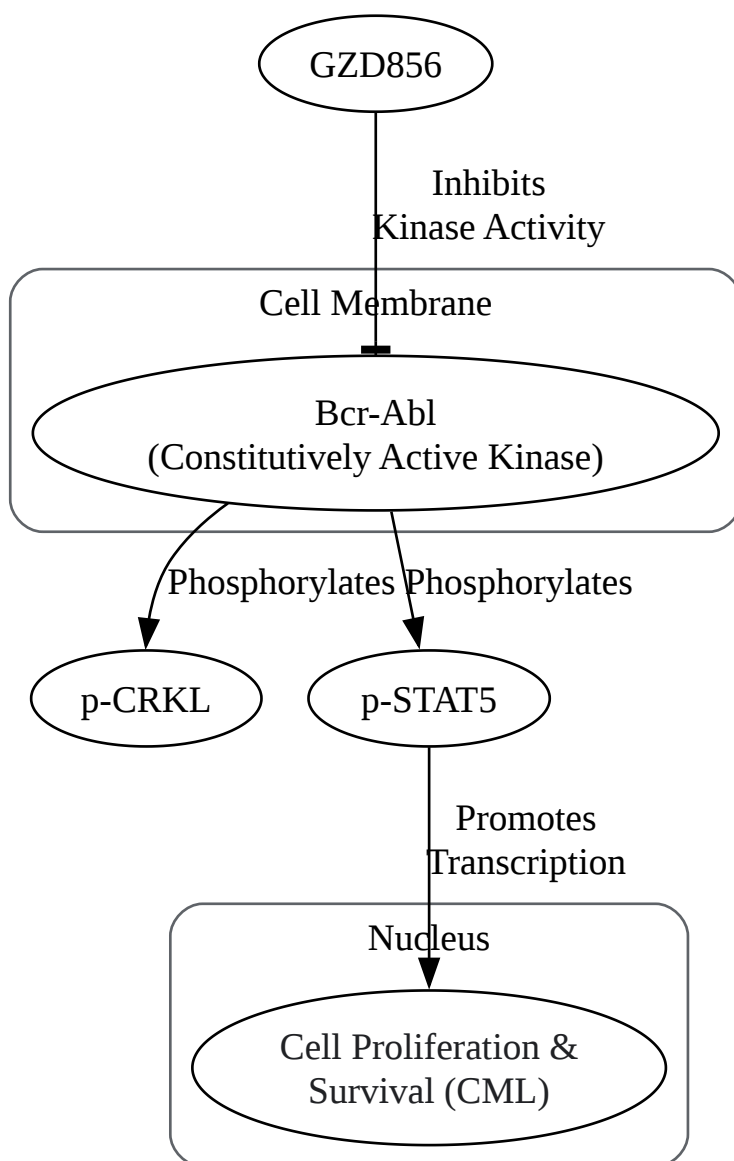 GZD856
Inhibits
Kinase Activity
Cell Membrane
Bcr-Abl
(Constitutively Active Kinase)
Phosphorylates
Phosphorylates
p-CRKL
p-STAT5
Promotes
Transcription
Nucleus
Cell Proliferation &
Survival (CML)